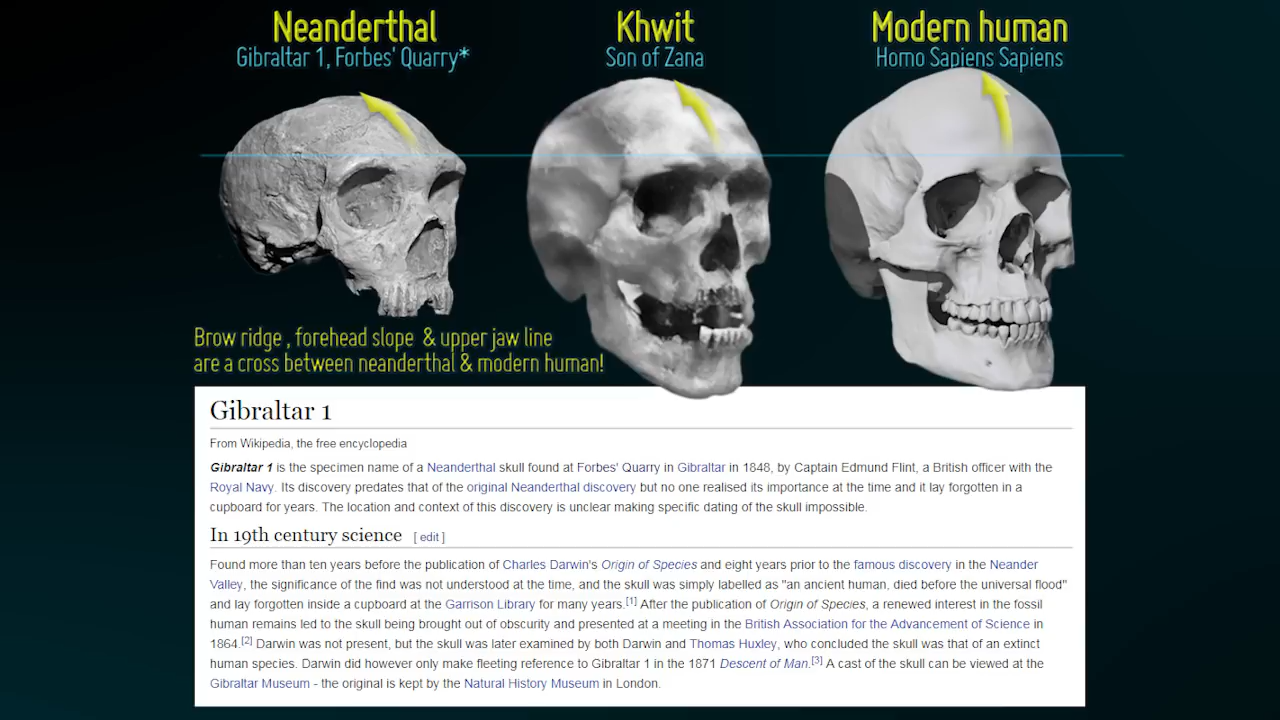 Neanderthal
Gibraltar 1, Forbes' Quarry*
Khwit
Son of Zana
Modern human
Homo Sapiens Sapiens
Brow ridge , forehead slope & upper jaw line
are a cross between neanderthal & modern human!
Gibraltar 1
From Wikipedia, the free encyclopedia
Gibraltar 1 is the specimen name of a Neanderthal skull found at Forbes' Quarry in Gibraltar in 1848, by Captain Edmund Flint, a British officer with the
Royal Navy. Its discovery predates that of the original Neanderthal discovery but no one realised its importance at the time and it lay forgotten in a
cupboard for years. The location and context of this discovery is unclear making specific dating of the skull impossible.
In 19th century science [ edit ]
Found more than ten years before the publication of Charles Darwin's Origin of Species and eight years prior to the famous discovery in the Neander
Valley, the significance of the find was not understood at the time, and the skull was simply labelled as "an ancient human, died before the universal flood"
and lay forgotten inside a cupboard at the Garrison Library for many years.[1] After the publication of Origin of Species, a renewed interest in the fossil
human remains led to the skull being brought out of obscurity and presented at a meeting in the British Association for the Advancement of Science in
1864.[2] Darwin was not present, but the skull was later examined by both Darwin and Thomas Huxley, who concluded the skull was that of an extinct
human species. Darwin did however only make fleeting reference to Gibraltar 1 in the 1871 Descent of Man.[3] A cast of the skull can be viewed at the
Gibraltar Museum - the original is kept by the Natural History Museum in London.